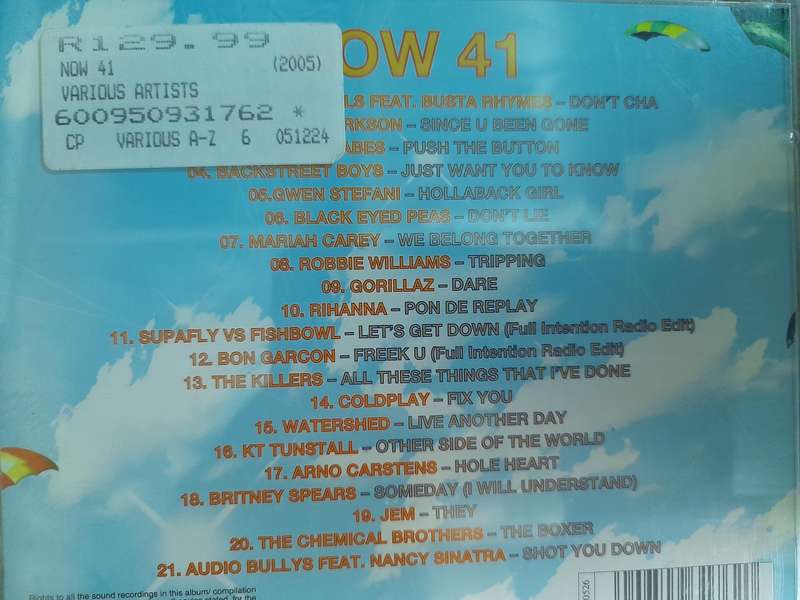 R129.99
NOW 41 (2005)
VARIOUS ARTISTS
600950931762 *
CP VARIOUS A-Z 6 051224
OW 41
LS FEAT. BUSTA RHYMES – DON'T CHA
RKSON – SINCE U BEEN GONE
ABES – PUSH THE BUTTON
04. BACKSTREET BOYS – JUST WANT YOU TO KNOW
05.GWEN STEFANI – HOLLABACK GIRL
06. BLACK EYED PEAS – DON'T LIE
07. MARIAH CAREY – WE BELONG TOGETHER
08. ROBBIE WILLIAMS – TRIPPING
09. GORILLAZ – DARE
10. RIHANNA – PON DE REPLAY
11. SUPAFLY VS FISHBOWL – LET'S GET DOWN (Full Intention Radio Edit)
12. BON GARCON – FREEK U (Full Intention Radio Edit)
13. THE KILLERS – ALL THESE THINGS THAT I'VE DONE
14. COLDPLAY – FIX YOU
15. WATERSHED – LIVE ANOTHER DAY
16. KT TUNSTALL – OTHER SIDE OF THE WORLD
17. ARNO CARSTENS – HOLE HEART
18. BRITNEY SPEARS – SOMEDAY (I WILL UNDERSTAND)
19. JEM – THEY
20. THE CHEMICAL BROTHERS – THE BOXER
21. AUDIO BULLYS FEAT. NANCY SINATRA – SHOT YOU DOWN
Rights to all the sound recordings in this album/ compilation
stated, for the
0526